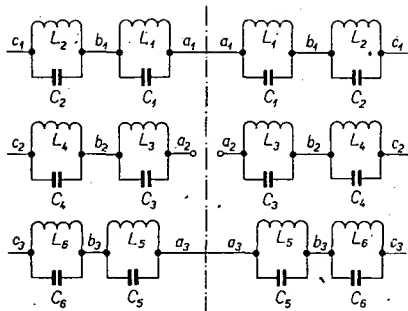 c₁ L₂ b₁ L₁ a₁ a₁ L₁ b₁ L₂ c₁
C₂ C₁ C₁ C₂
c₂ L₄ b₂ L₃ a₂ a₂ L₃ b₂ L₄ c₂
C₄ C₃ C₃ C₄
c₃ L₆ b₃ L₅ a₃ a₃ L₅ b₃ L₆ c₃
C₆ C₅ C₅ C₆